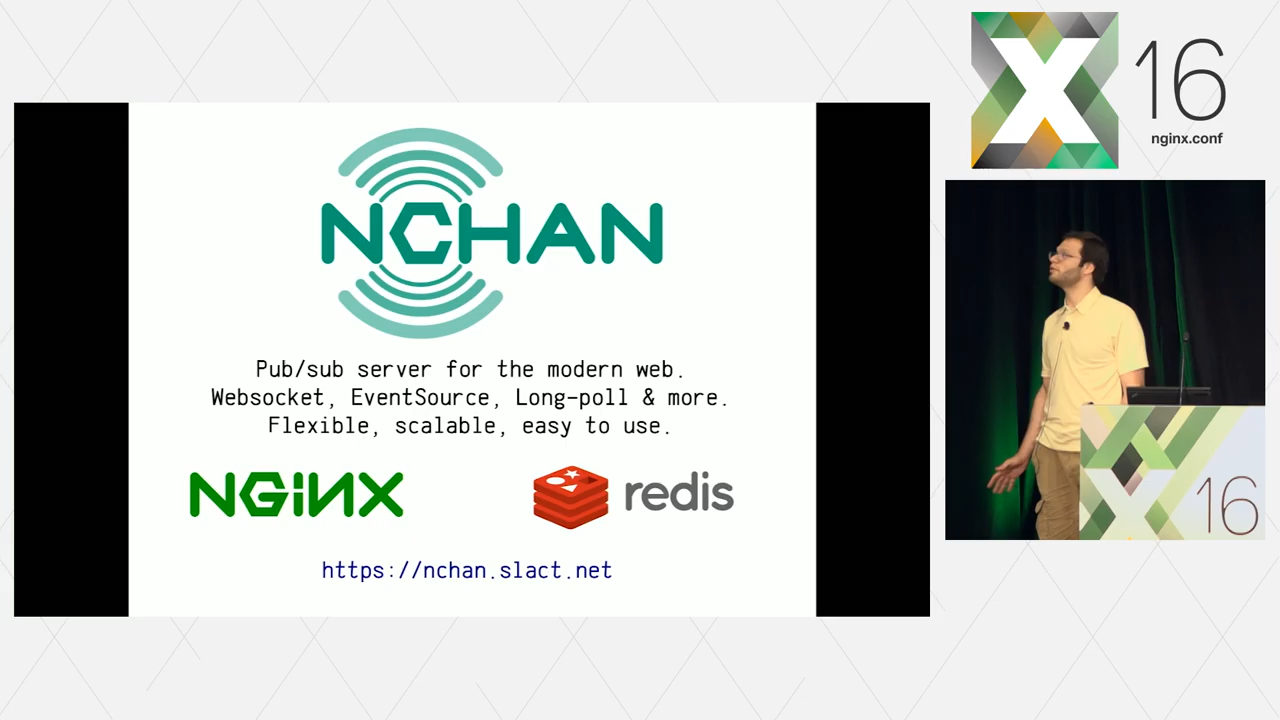 NCHAN
Pub/sub server for the modern web.
Websocket, EventSource, Long-poll & more.
Flexible, scalable, easy to use.
NGINX
redis
https://nchan.slact.net
X 16
nginx.conf
X 16